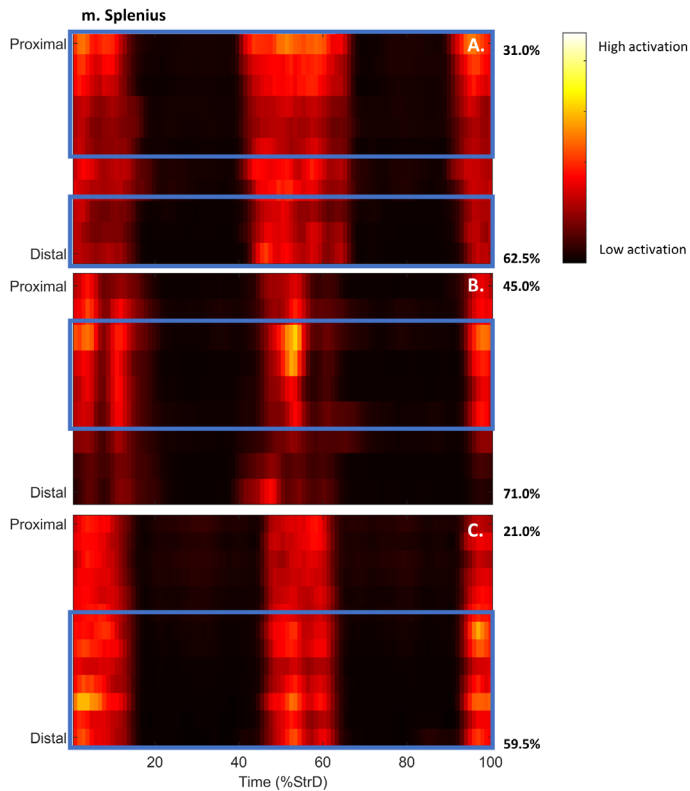 m. Splenius
Proximal
A.
31.0%
High activation
Low activation
Distal
62.5%
Proximal
B.
45.0%
Distal
71.0%
Proximal
C.
21.0%
Distal
59.5%
20
40
60
80
100
Time (%StrD)